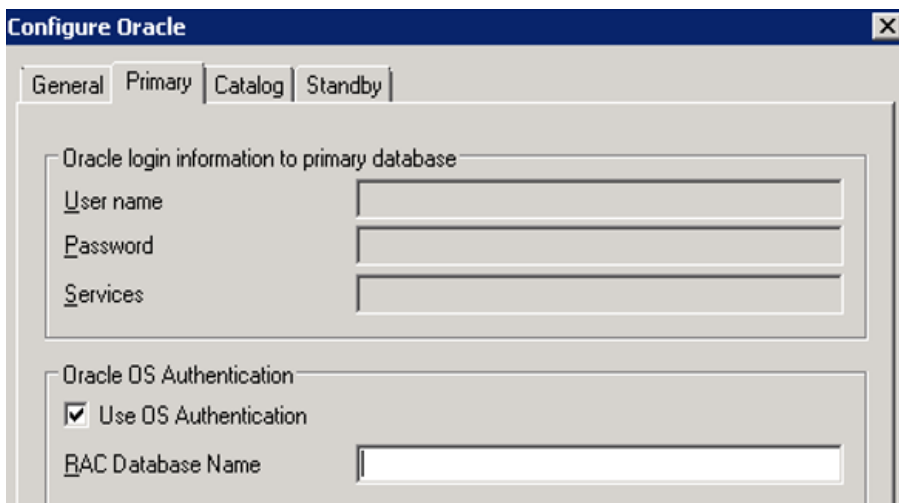 Configure Oracle
General Primary Catalog Standby
Oracle login information to primary database
User name
Password
Services
Oracle OS Authentication
Use OS Authentication
RAC Database Name